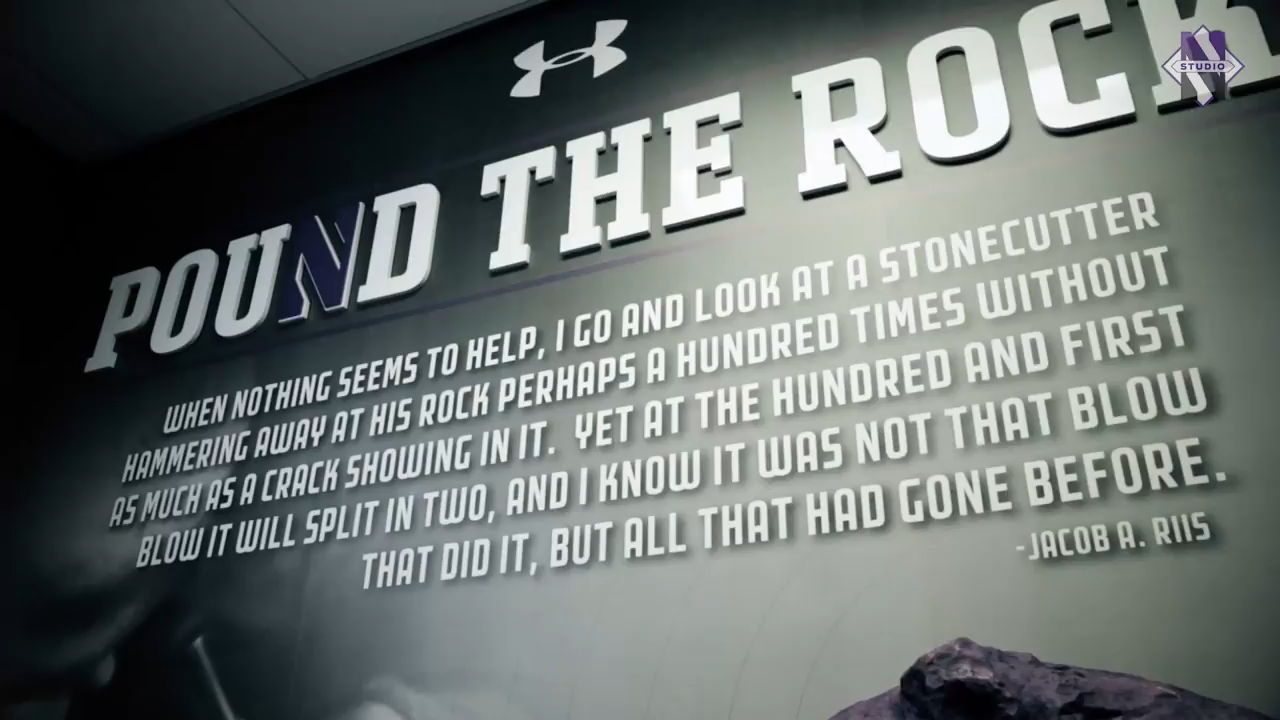 POUND THE ROCK
WHEN NOTHING SEEMS TO HELP, I GO AND LOOK AT A STONECUTTER
HAMMERING AWAY AT HIS ROCK PERHAPS A HUNDRED TIMES WITHOUT
AS MUCH AS A CRACK SHOWING IN IT. YET AT THE HUNDRED AND FIRST
BLOW IT WILL SPLIT IN TWO, AND I KNOW IT WAS NOT THAT BLOW
THAT DID IT, BUT ALL THAT HAD GONE BEFORE.
-JACOB A. RIIS
N STUDIO